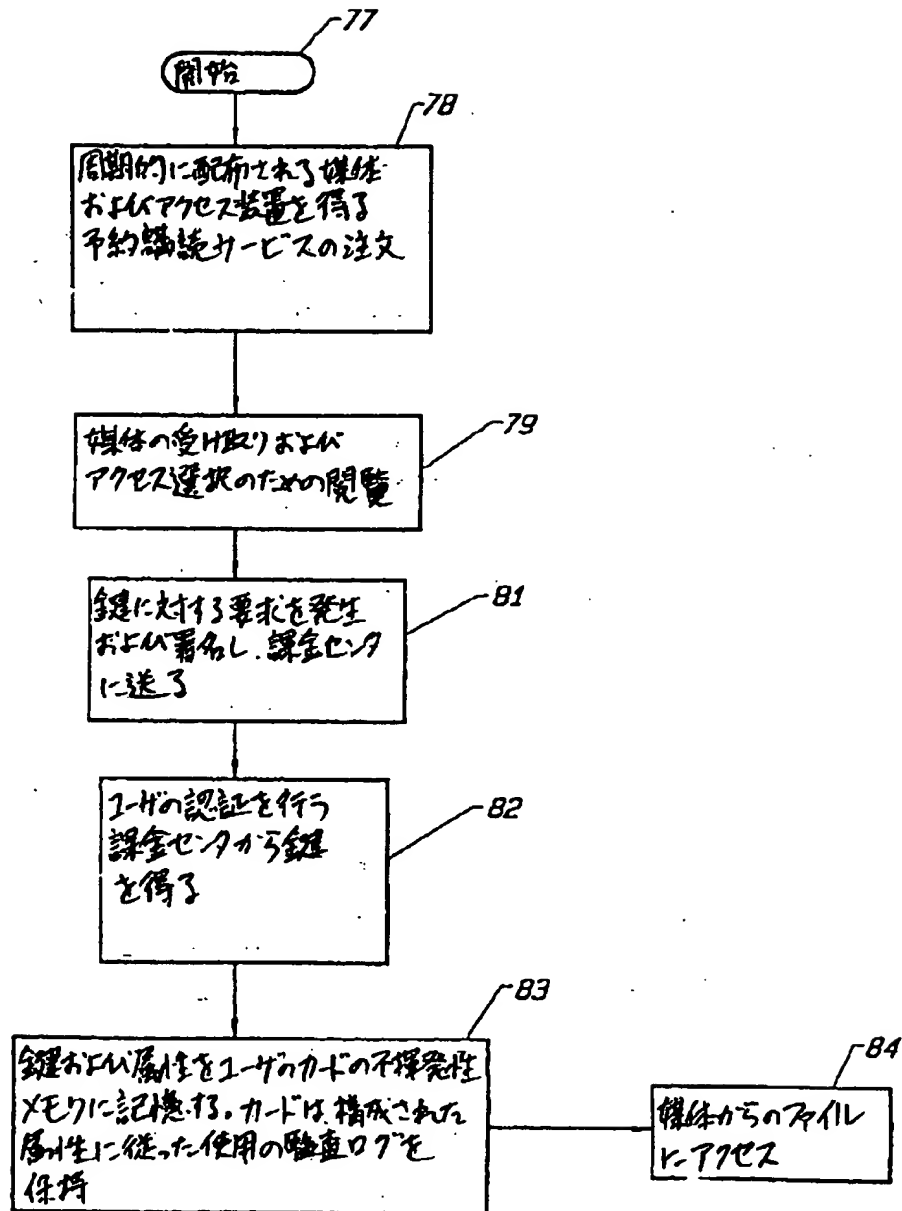 77
開始
78
周期的に配布される媒体
およびアクセス装置を得る
予約購読サービスの注文
79
媒体の受け取りおよび
アクセス選択のための閲覧
81
鍵に対する要求を発生
および署名し、課金センタ
に送る
82
ユーザの認証を行う
課金センタから鍵
を得る
83
鍵および属性をユーザのカードの不揮発性
メモリに記憶する。カードは構成された
属性に従った使用の監査ログを
保持
84
媒体からのファイル
にアクセス